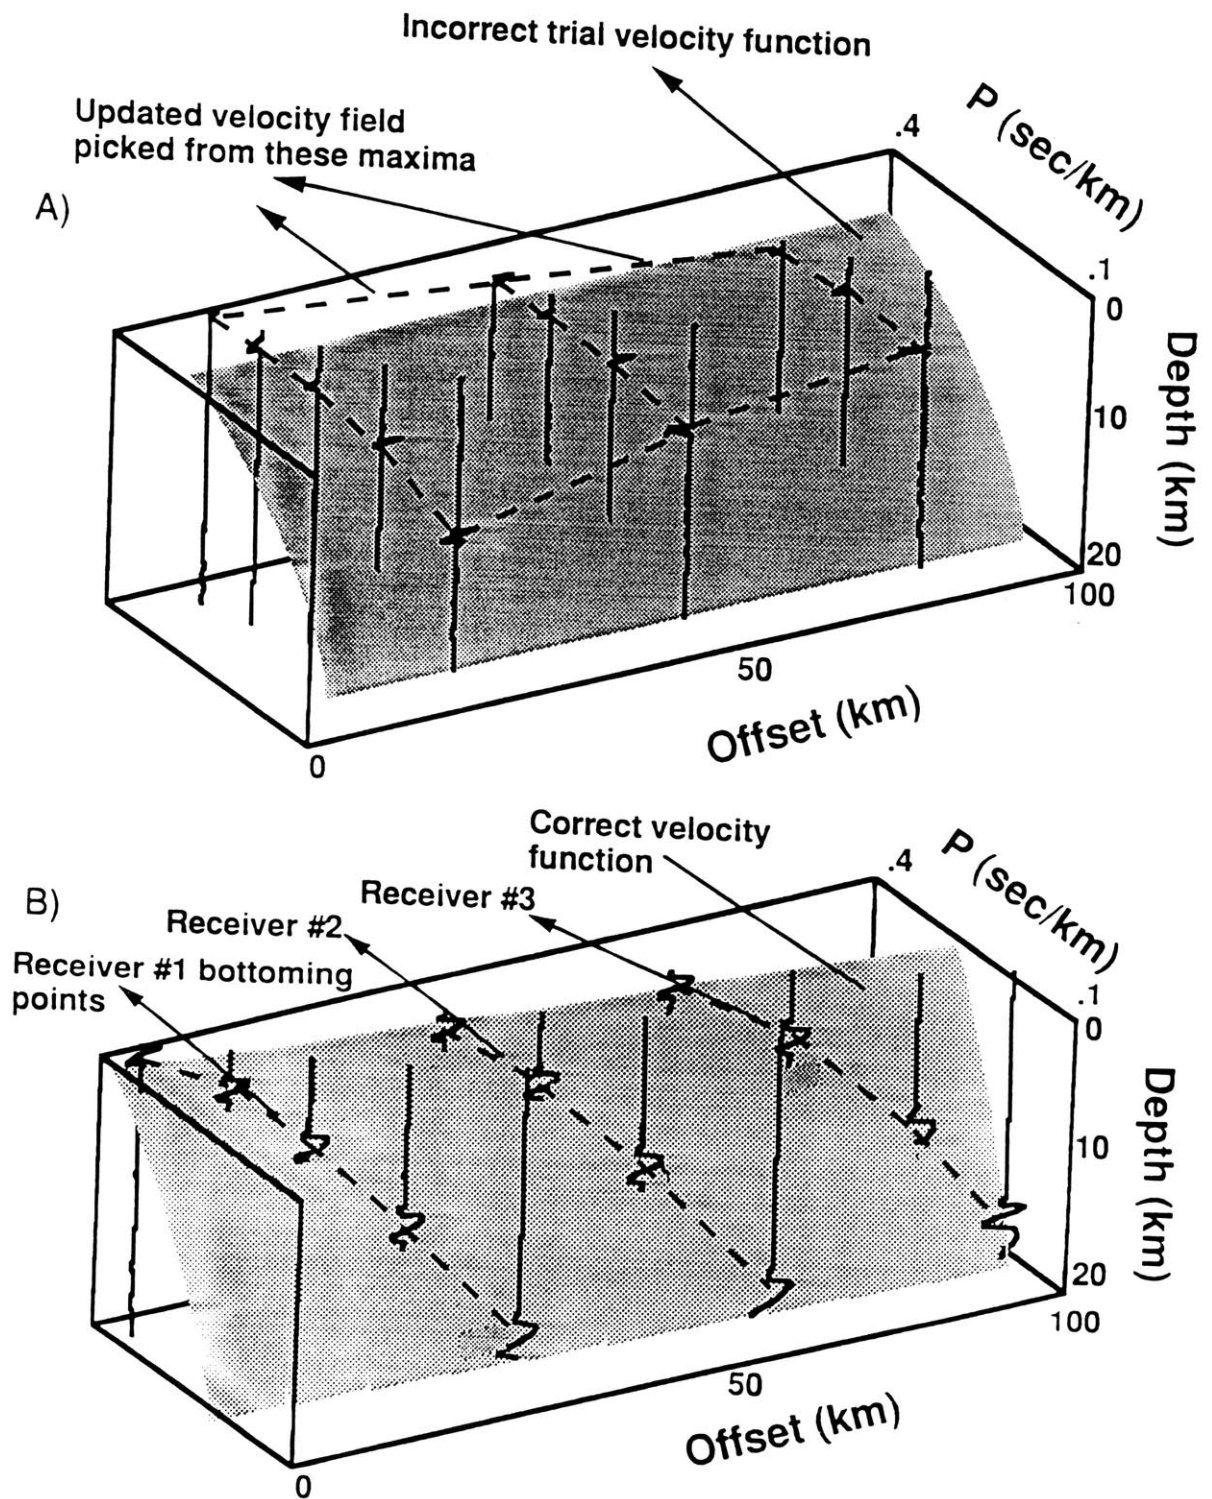 Incorrect trial velocity function
Updated velocity field
picked from these maxima
A)
.4
P (sec/km)
.1
0
10
20
Depth (km)
100
50
0
Offset (km)
Correct velocity
function
B)
Receiver #3
Receiver #2
Receiver #1 bottoming
points
.4
P (sec/km)
.1
0
10
20
Depth (km)
100
50
0
Offset (km)